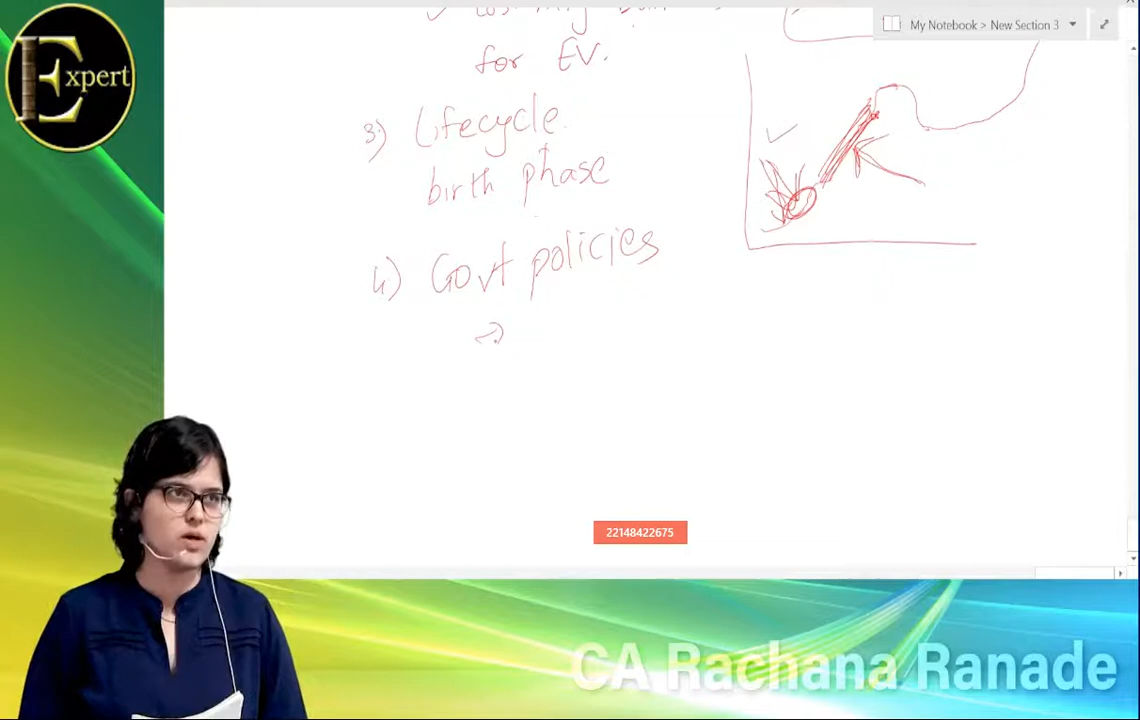 Expert
My Notebook > New Section 3
for EV.
3) Lifecycle
birth phase
4) Govt policies
22148422675
CA Rachana Ranade